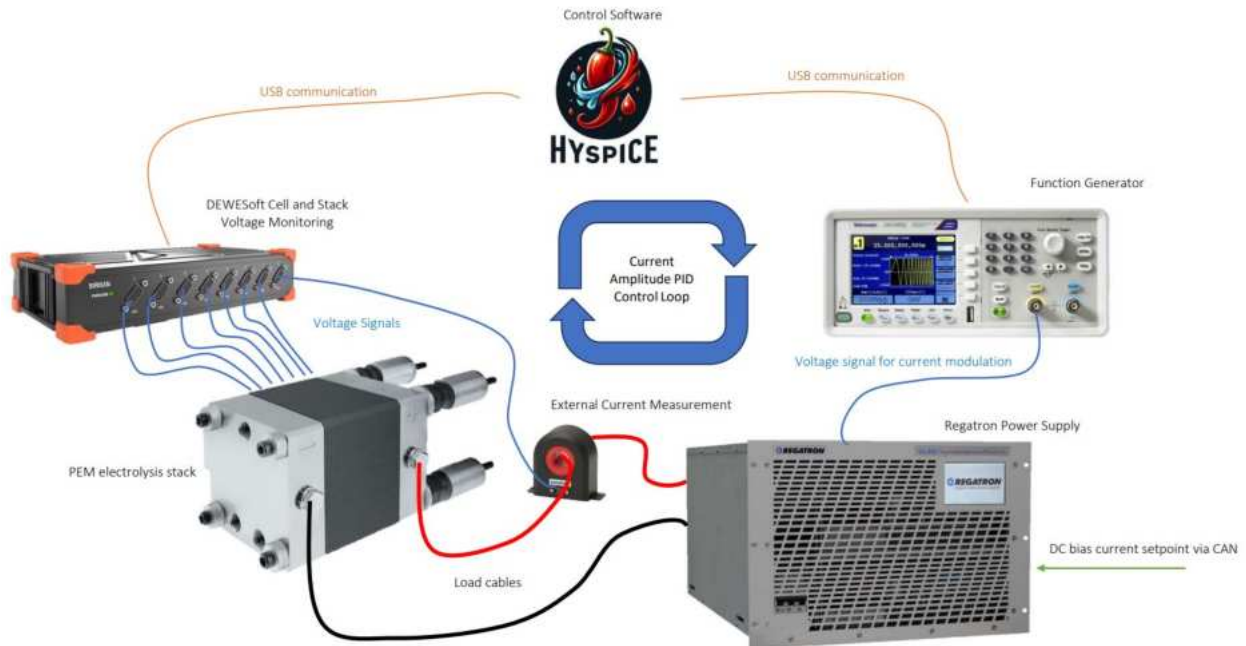 Control Software
USB communication
USB communication
HYSPICE
DEWESoft Cell and Stack
Voltage Monitoring
Function Generator
Current
Amplitude PID
Control Loop
Voltage Signals
Voltage signal for current modulation
External Current Measurement
Regatron Power Supply
REGATRON
REGATRON
PEM electrolysis stack
DC bias current setpoint via CAN
Load cables